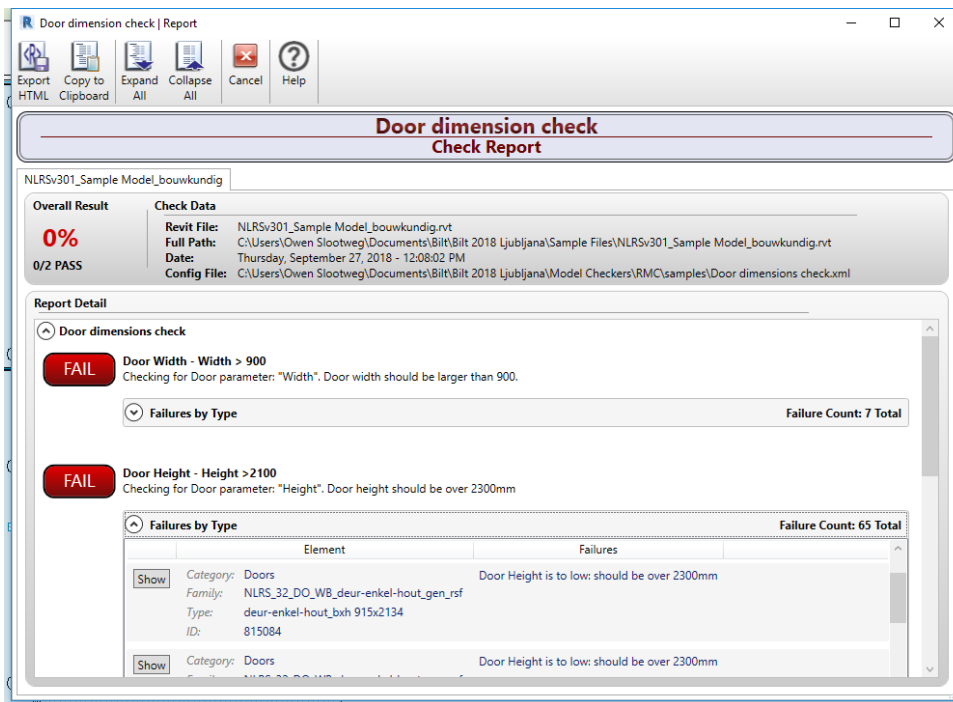 Door dimension check | Report
Export HTML
Copy to Clipboard
Expand All
Collapse All
Cancel
Help
Door dimension check
Check Report
NLRSv301_Sample Model_bouwkundig
Overall Result
0%
0/2 PASS
Check Data
Revit File: NLRSv301_Sample Model_bouwkundig.rvt
Full Path: C:\Users\Owen Slootweg\Documents\Bilt\Bilt 2018 Ljubljana\Sample Files\NLRSv301_Sample Model_bouwkundig.rvt
Date: Thursday, September 27, 2018 - 12:08:02 PM
Config File: C:\Users\Owen Slootweg\Documents\Bilt\Bilt 2018 Ljubljana\Model Checkers\RMC\samples\Door dimensions check.xml
Report Detail
Door dimensions check
FAIL
Door Width - Width > 900
Checking for Door parameter: "Width". Door width should be larger than 900.
Failures by Type Failure Count: 7 Total
FAIL
Door Height - Height >2100
Checking for Door parameter: "Height". Door height should be over 2300mm
Failures by Type Failure Count: 65 Total
Element Failures
Show
Category: Doors Door Height is to low: should be over 2300mm
Family: NLRS_32_DO_WB_deur-enkel-hout_gen_rsf
Type: deur-enkel-hout_bxh 915x2134
ID: 815084
Show
Category: Doors Door Height is to low: should be over 2300mm